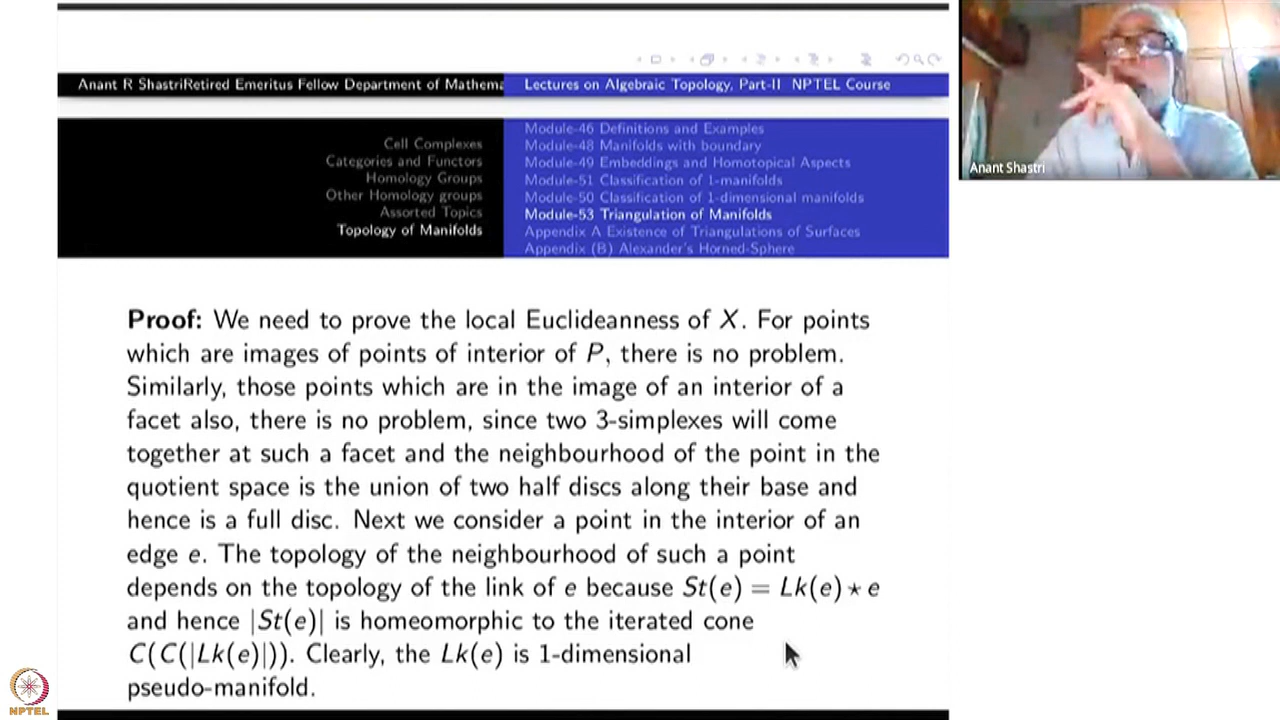 Anant R ShastriRetired Emeritus Fellow Department of Mathema
Lectures on Algebraic Topology, Part-II NPTEL Course
Cell Complexes
Categories and Functors
Homology Groups
Other Homology groups
Assorted Topics
Topology of Manifolds
Module-46 Definitions and Examples
Module-48 Manifolds with boundary
Module-49 Embeddings and Homotopical Aspects
Module-51 Classification of 1-manifolds
Module-50 Classification of 1-dimensional manifolds
Module-53 Triangulation of Manifolds
Appendix A Existence of Triangulations of Surfaces
Appendix (B) Alexander's Horned-Sphere
Anant Shastri
Proof: We need to prove the local Euclideanness of X. For points
which are images of points of interior of P, there is no problem.
Similarly, those points which are in the image of an interior of a
facet also, there is no problem, since two 3-simplexes will come
together at such a facet and the neighbourhood of the point in the
quotient space is the union of two half discs along their base and
hence is a full disc. Next we consider a point in the interior of an
edge e. The topology of the neighbourhood of such a point
depends on the topology of the link of e because St(e) = Lk(e) ⋆ e
and hence |St(e)| is homeomorphic to the iterated cone
C(C(|Lk(e)|)). Clearly, the Lk(e) is 1-dimensional
pseudo-manifold.
NPTEL